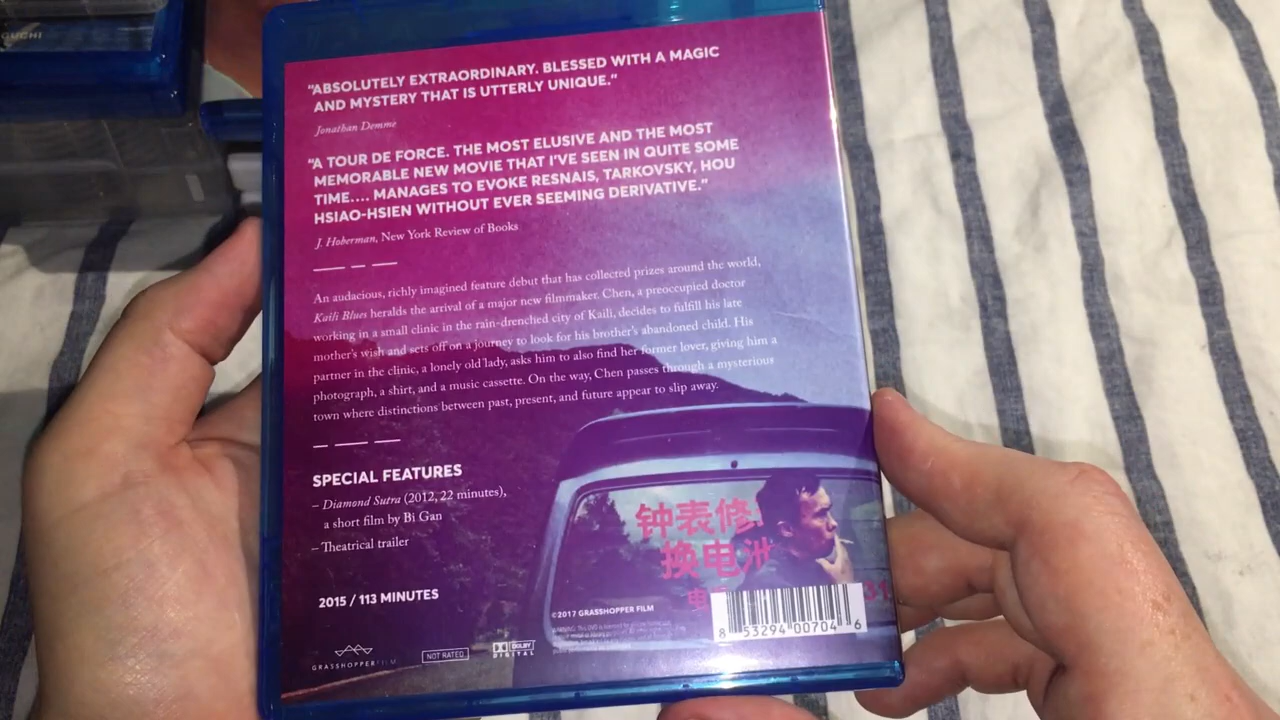 GUCHI
"ABSOLUTELY EXTRAORDINARY. BLESSED WITH A MAGIC
AND MYSTERY THAT IS UTTERLY UNIQUE."
Jonathan Demme
"A TOUR DE FORCE. THE MOST ELUSIVE AND THE MOST
MEMORABLE NEW MOVIE THAT I'VE SEEN IN QUITE SOME
TIME.... MANAGES TO EVOKE RESNAIS, TARKOVSKY, HOU
HSIAO-HSIEN WITHOUT EVER SEEMING DERIVATIVE."
J. Hoberman, New York Review of Books
An audacious, richly imagined feature debut that has collected prizes around the world,
Kaili Blues heralds the arrival of a major new filmmaker. Chen, a preoccupied doctor
working in a small clinic in the rain-drenched city of Kaili, decides to fulfill his late
mother's wish and sets off on a journey to look for his brother's abandoned child. His
partner in the clinic, a lonely old lady, asks him to also find her former lover, giving him a
photograph, a shirt, and a music cassette. On the way, Chen passes through a mysterious
town where distinctions between past, present, and future appear to slip away.
SPECIAL FEATURES
– Diamond Sutra (2012, 22 minutes),
a short film by Bi Gan
– Theatrical trailer
钟表修
换电池
电
31
2015 / 113 MINUTES
©2017 GRASSHOPPER FILM
8 53294 00704 6
GRASSHOPPERFILM
NOT RATED
DOLBY
DIGITAL